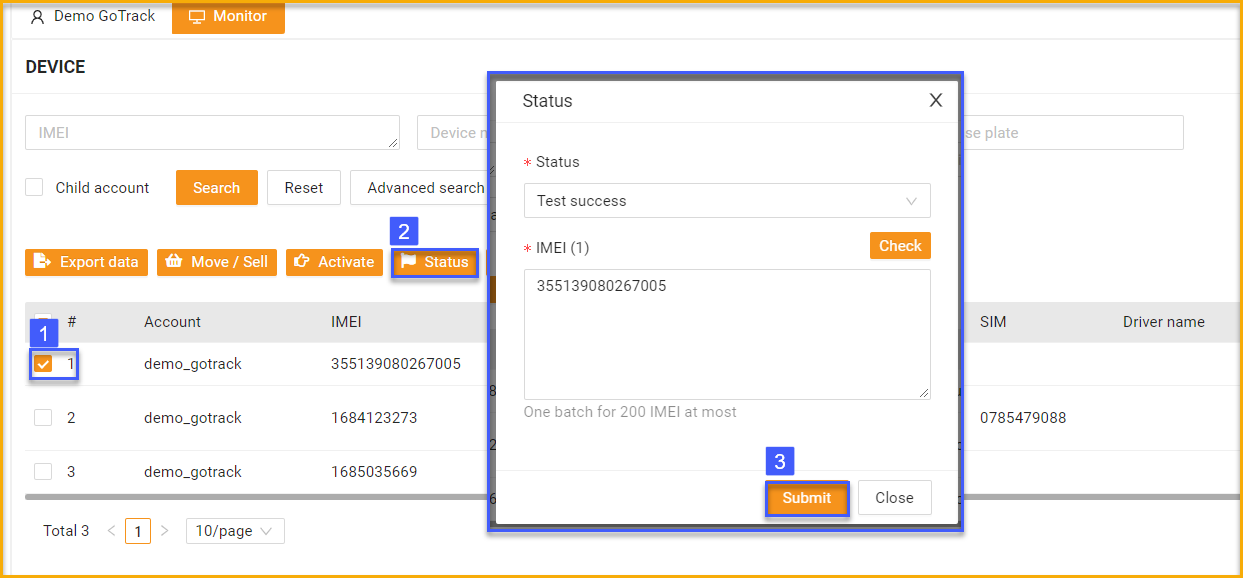 Demo GoTrack Monitor
DEVICE
IMEI
Device
se plate
Child account Search Reset Advanced search
Export data Move / Sell Activate 2 Status
# Account IMEI SIM Driver name
1
1 demo_gotrack 355139080267005
2 demo_gotrack 1684123273 0785479088
3 demo_gotrack 1685035669
Total 3 < 1 > 10/page
Status X
* Status
Test success
* IMEI (1) Check
355139080267005
One batch for 200 IMEI at most
3
Submit Close